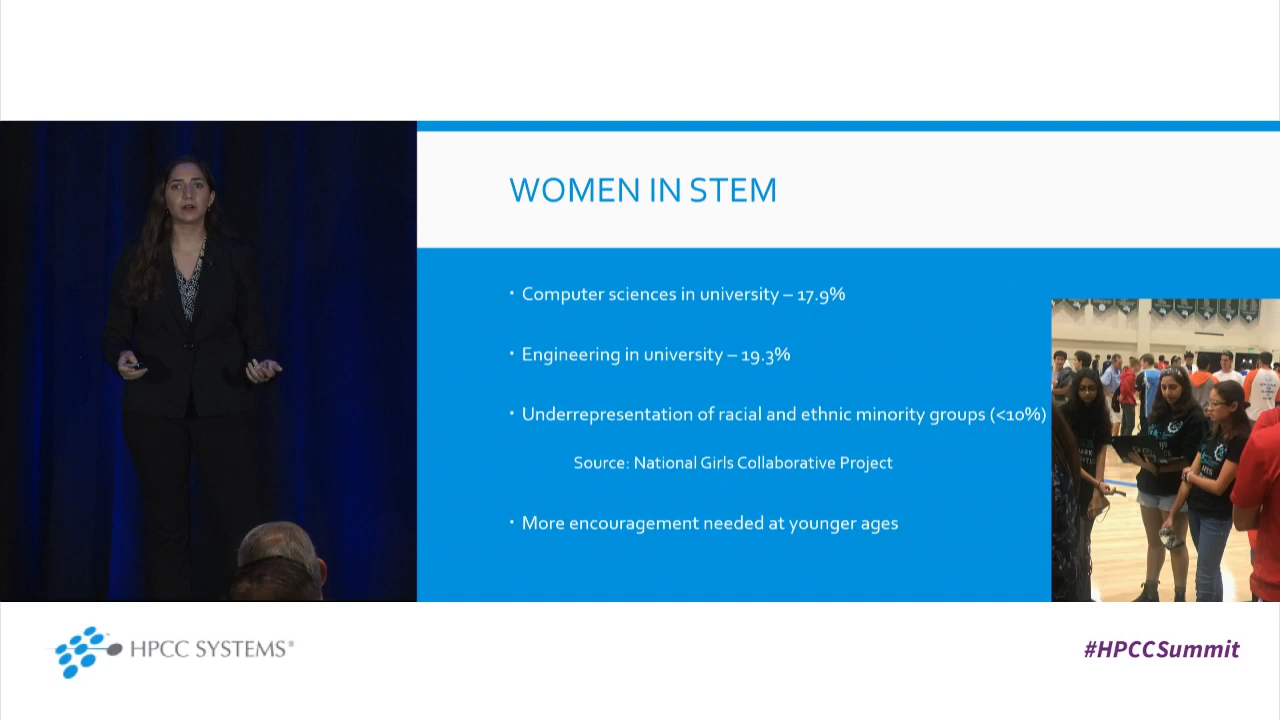 WOMEN IN STEM
· Computer sciences in university – 17.9%
· Engineering in university – 19.3%
· Underrepresentation of racial and ethnic minority groups (<10%)
Source: National Girls Collaborative Project
· More encouragement needed at younger ages
HPCC SYSTEMS®
#HPCCSummit